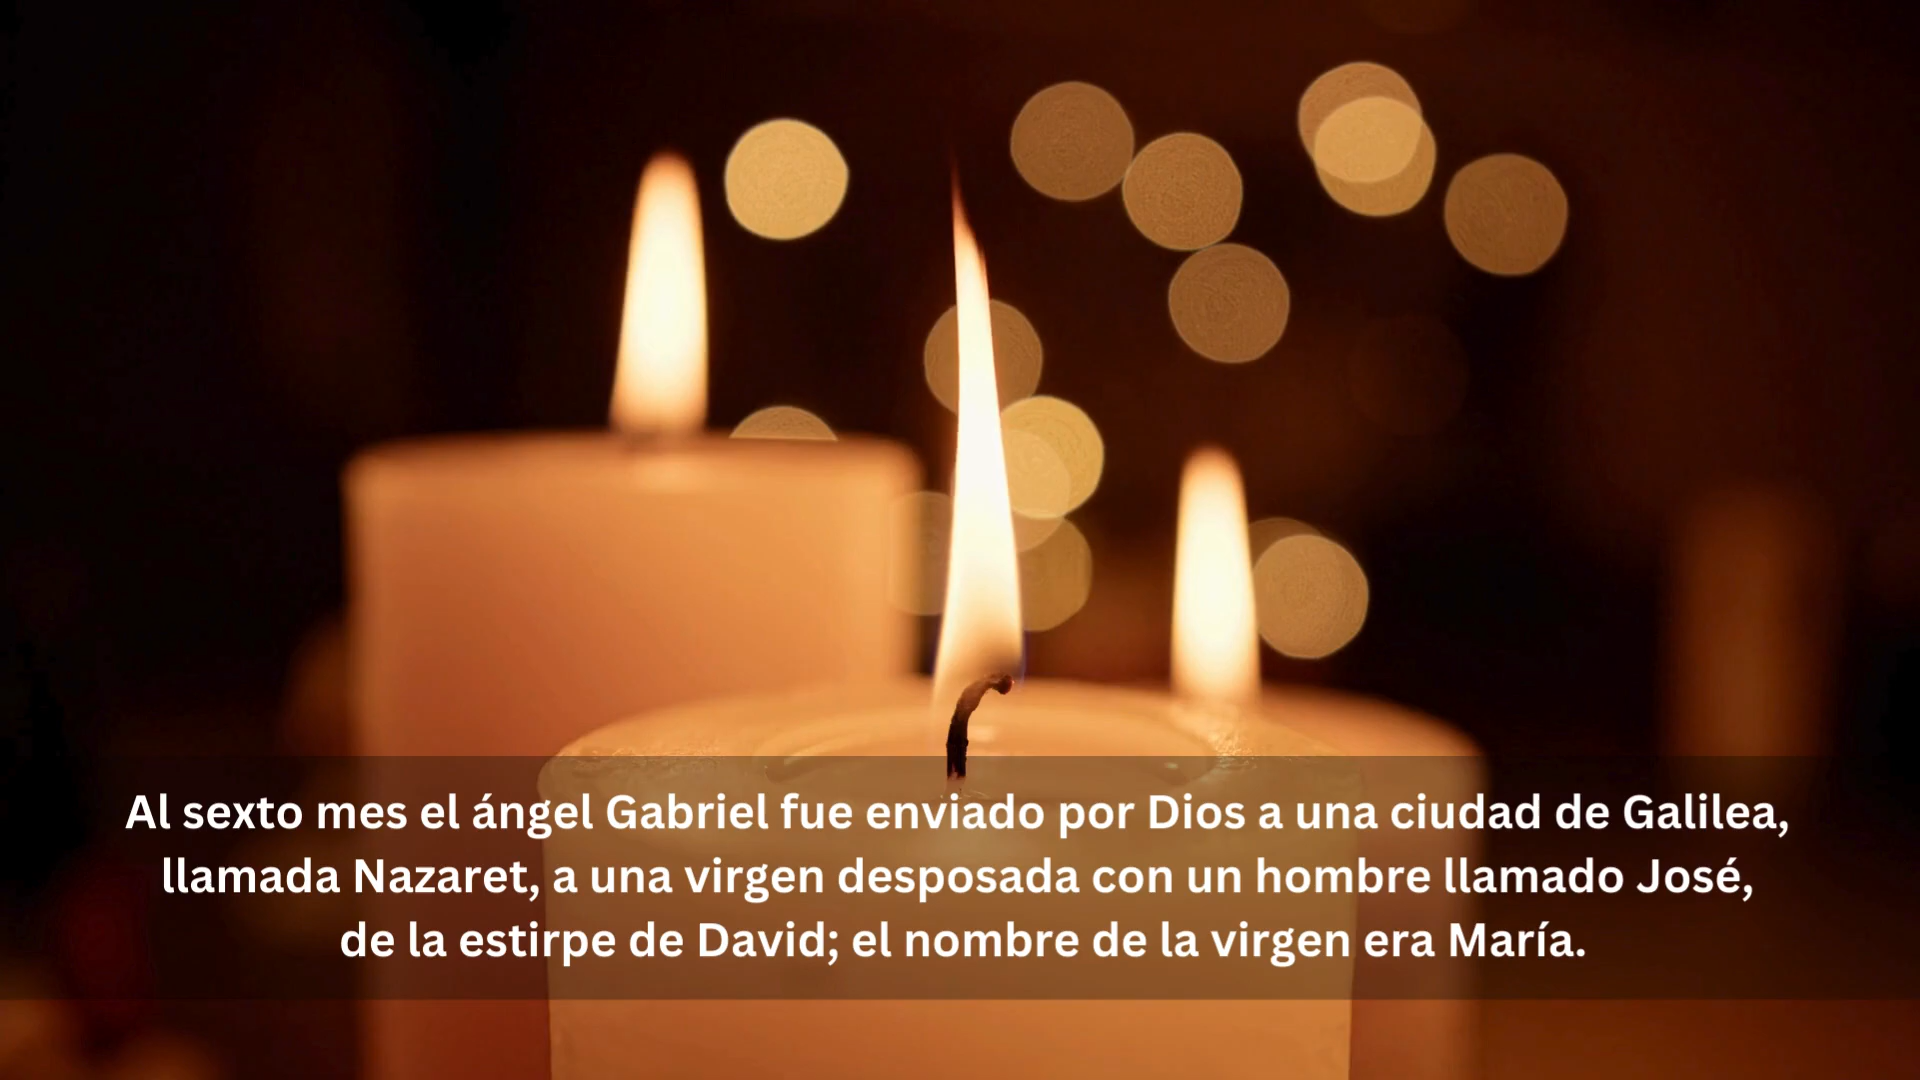 Al sexto mes el ángel Gabriel fue enviado por Dios a una ciudad de Galilea,
llamada Nazaret, a una virgen desposada con un hombre llamado José,
de la estirpe de David; el nombre de la virgen era María.